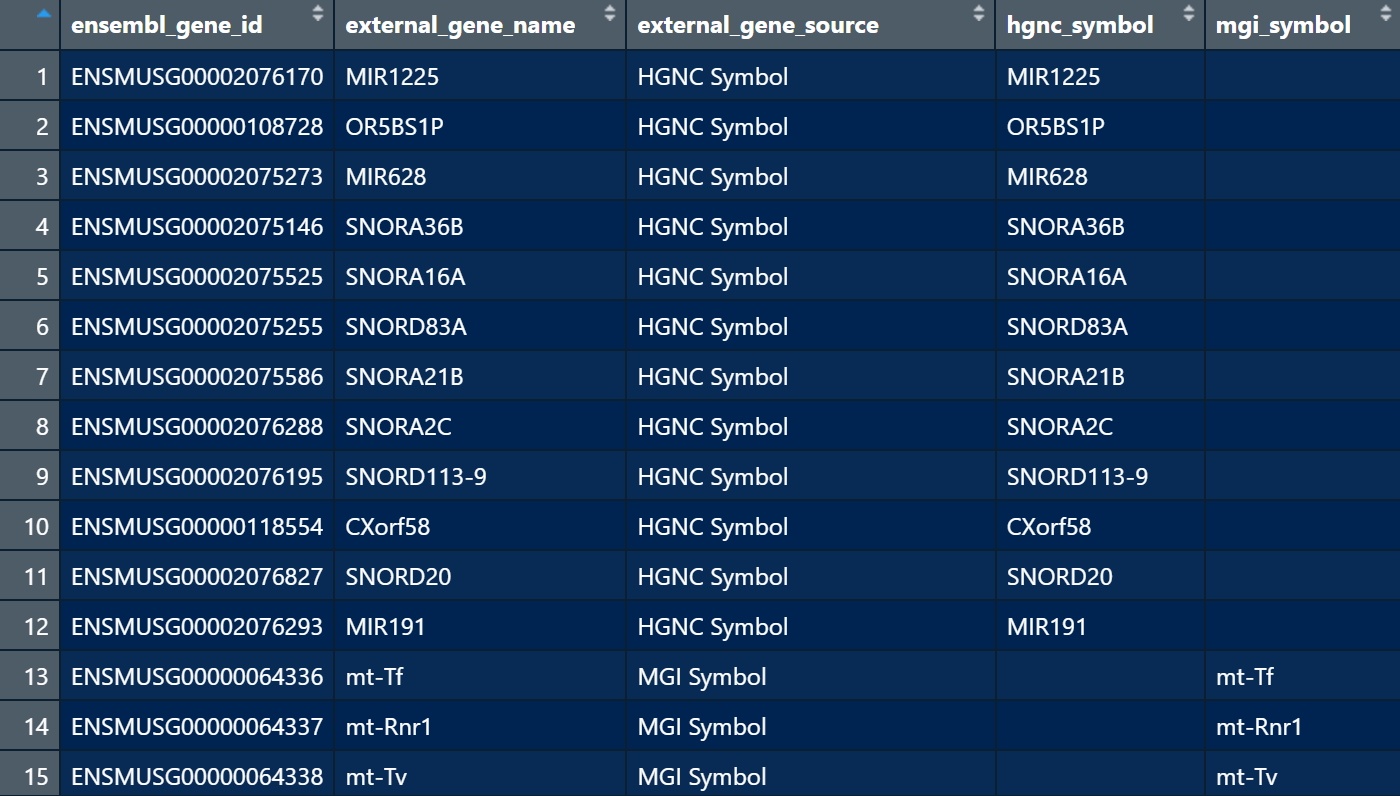 ensembl_gene_id external_gene_name external_gene_source hgnc_symbol mgi_symbol
1 ENSMUSG00002076170 MIR1225 HGNC Symbol MIR1225
2 ENSMUSG00000108728 OR5BS1P HGNC Symbol OR5BS1P
3 ENSMUSG00002075273 MIR628 HGNC Symbol MIR628
4 ENSMUSG00002075146 SNORA36B HGNC Symbol SNORA36B
5 ENSMUSG00002075525 SNORA16A HGNC Symbol SNORA16A
6 ENSMUSG00002075255 SNORD83A HGNC Symbol SNORD83A
7 ENSMUSG00002075586 SNORA21B HGNC Symbol SNORA21B
8 ENSMUSG00002076288 SNORA2C HGNC Symbol SNORA2C
9 ENSMUSG00002076195 SNORD113-9 HGNC Symbol SNORD113-9
10 ENSMUSG00000118554 CXorf58 HGNC Symbol CXorf58
11 ENSMUSG00002076827 SNORD20 HGNC Symbol SNORD20
12 ENSMUSG00002076293 MIR191 HGNC Symbol MIR191
13 ENSMUSG00000064336 mt-Tf MGI Symbol mt-Tf
14 ENSMUSG00000064337 mt-Rnr1 MGI Symbol mt-Rnr1
15 ENSMUSG00000064338 mt-Tv MGI Symbol mt-Tv